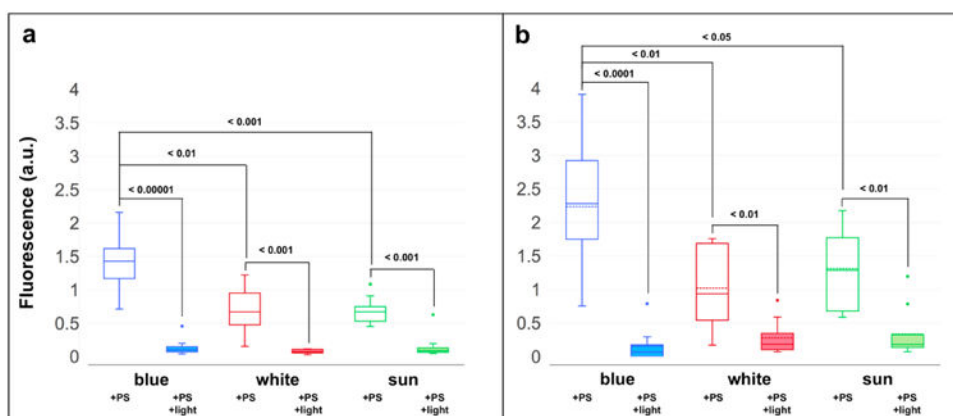 a
Fluorescence (a.u.)
4
3.5
3
2.5
2
1.5
1
0.5
0
< 0.001
< 0.01
< 0.00001
< 0.001
< 0.001
blue
white
sun
+PS
+PS
+light
+PS
+PS
+light
+PS
+PS
+light
b
4
3.5
3
2.5
2
1.5
1
0.5
0
< 0.05
< 0.01
< 0.0001
< 0.01
< 0.01
blue
white
sun
+PS
+PS
+light
+PS
+PS
+light
+PS
+PS
+light